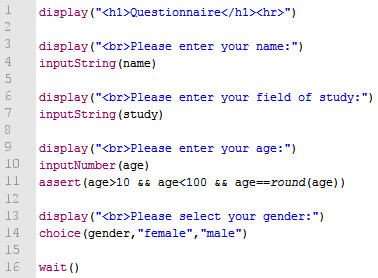 1 display("<h1>Questionnaire</h1><hr>")
2
3 display("<br>Please enter your name:")
4 inputString(name)
5
6 display("<br>Please enter your field of study:")
7 inputString(study)
8
9 display("<br>Please enter your age:")
10 inputNumber(age)
11 assert(age>10 && age<100 && age==round(age))
12
13 display("<br>Please select your gender:")
14 choice(gender,"female","male")
15
16 wait()